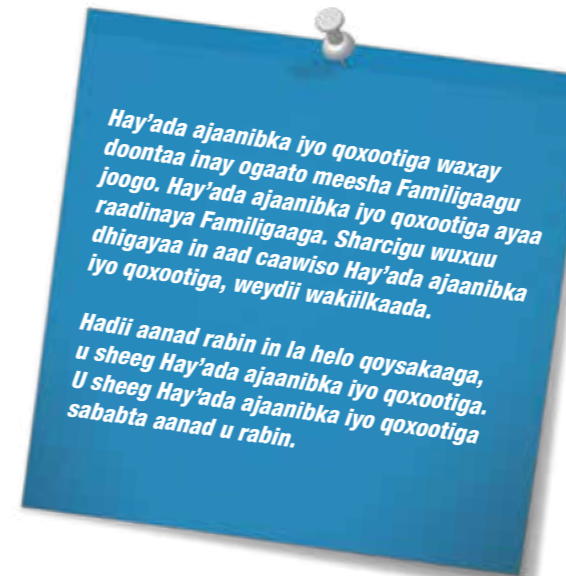 Hay'ada ajaanibka iyo qoxootiga waxay
doontaa inay ogaato meesha Familigaagu
joogo. Hay'ada ajaanibka iyo qoxootiga ayaa
raadinaya Familigaaga. Sharcigu wuxuu
dhigayaa in aad caawiso Hay'ada ajaanibka
iyo qoxootiga, weydii wakiilkaada.
Hadii aanad rabin in la helo qoysakaaga,
u sheeg Hay'ada ajaanibka iyo qoxootiga.
U sheeg Hay'ada ajaanibka iyo qoxootiga
sababta aanad u rabin.